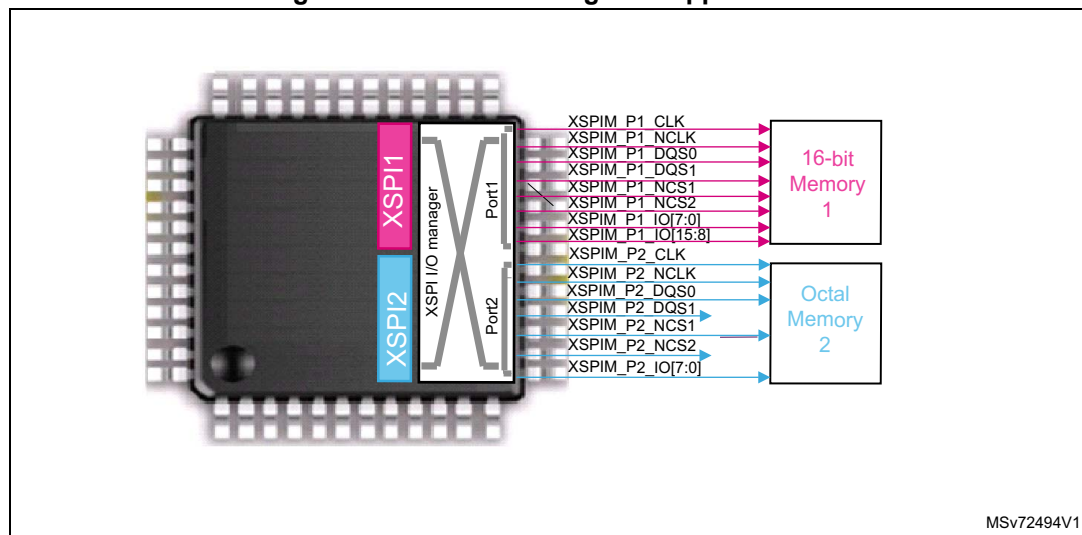 XSPI1
XSPI2
XSPI I/O manager
Port1
Port2
XSPIM_P1_CLK
XSPIM_P1_NCLK
XSPIM_P1_DQS0
XSPIM_P1_DQS1
XSPIM_P1_NCS1
XSPIM_P1_NCS2
XSPIM_P1_IO[7:0]
XSPIM_P1_IO[15:8]
XSPIM_P2_CLK
XSPIM_P2_NCLK
XSPIM_P2_DQS0
XSPIM_P2_DQS1
XSPIM_P2_NCS1
XSPIM_P2_NCS2
XSPIM_P2_IO[7:0]
16-bit
Memory
1
Octal
Memory
2
MSv72494V1